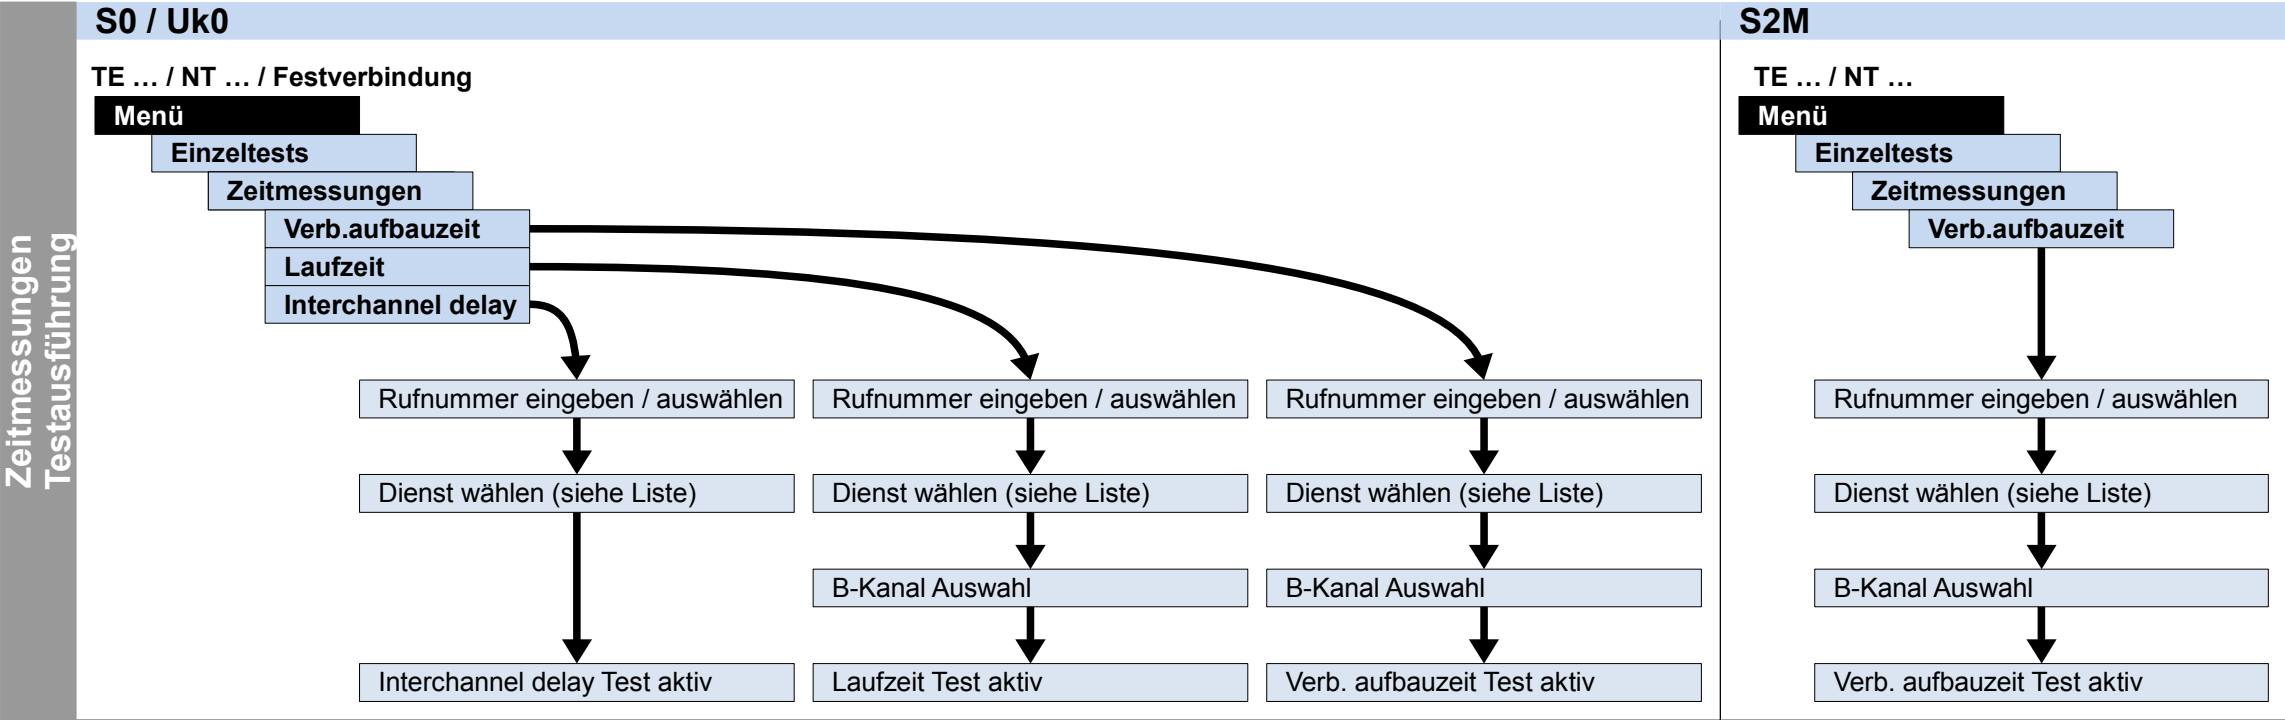 Zeitmessungen
Testausführung
S0 / Uk0
TE … / NT … / Festverbindung
Menü
Einzeltests
Zeitmessungen
Verb.aufbauzeit
Laufzeit
Interchannel delay
Rufnummer eingeben / auswählen
Dienst wählen (siehe Liste)
Interchannel delay Test aktiv
Rufnummer eingeben / auswählen
Dienst wählen (siehe Liste)
B-Kanal Auswahl
Laufzeit Test aktiv
Rufnummer eingeben / auswählen
Dienst wählen (siehe Liste)
B-Kanal Auswahl
Verb. aufbauzeit Test aktiv
S2M
TE … / NT …
Menü
Einzeltests
Zeitmessungen
Verb.aufbauzeit
Rufnummer eingeben / auswählen
Dienst wählen (siehe Liste)
B-Kanal Auswahl
Verb. aufbauzeit Test aktiv